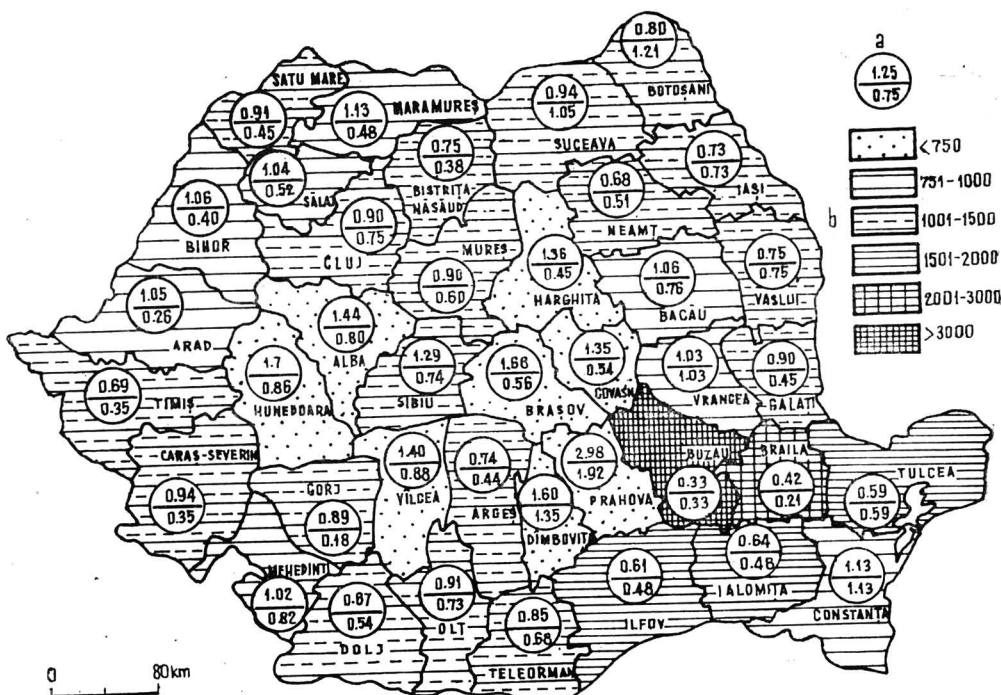 0.80
1.21
BOTOȘANI
a
1.25
0.75
SATU MARE
0.91
0.45
MARAMUREȘ
1.13
0.48
0.94
1.05
SUCEAVA
<750
751-1000
b
1001-1500
1501-2000
2001-3000
>3000
0.75
0.38
BISTRIȚA-
NĂSĂUD
0.73
0.73
IAȘI
1.04
0.52
SĂLAJ
0.68
0.51
NEAMȚ
1.06
0.40
BIHOR
0.90
0.75
CLUJ
MUREȘ
0.90
0.60
1.36
0.45
HARGHITA
1.06
0.76
BACĂU
0.75
0.75
VASLUI
1.05
0.26
ARAD
1.44
0.80
ALBA
1.7
0.86
HUNEDOARA
1.29
0.74
SIBIU
1.66
0.56
BRAȘOV
1.35
0.54
COVASNA
1.03
1.03
VRANCEA
0.90
0.45
GALAȚI
0.69
0.35
TIMIȘ
CARAȘ-SEVERIN
0.94
0.35
GORJ
0.89
0.18
1.40
0.88
VÎLCEA
0.74
0.44
ARGEȘ
1.60
1.35
DÎMBOVIȚA
2.98
1.92
PRAHOVA
BUZĂU
0.33
0.33
BRAILA
0.42
0.21
TULCEA
0.59
0.59
MEHEDINȚI
1.02
0.82
0.67
0.54
DOLJ
0.91
0.73
OLT
0.85
0.68
TELEORMAN
0.61
0.48
ILFOV
0.64
0.48
IALOMIȚA
1.13
1.13
CONSTANȚA
0 80km